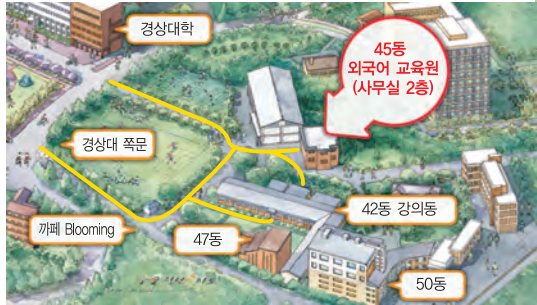 경상대학
45동
외국어 교육원
(사무실 2층)
경상대 쪽문
42동 강의동
까페 Blooming
47동
50동